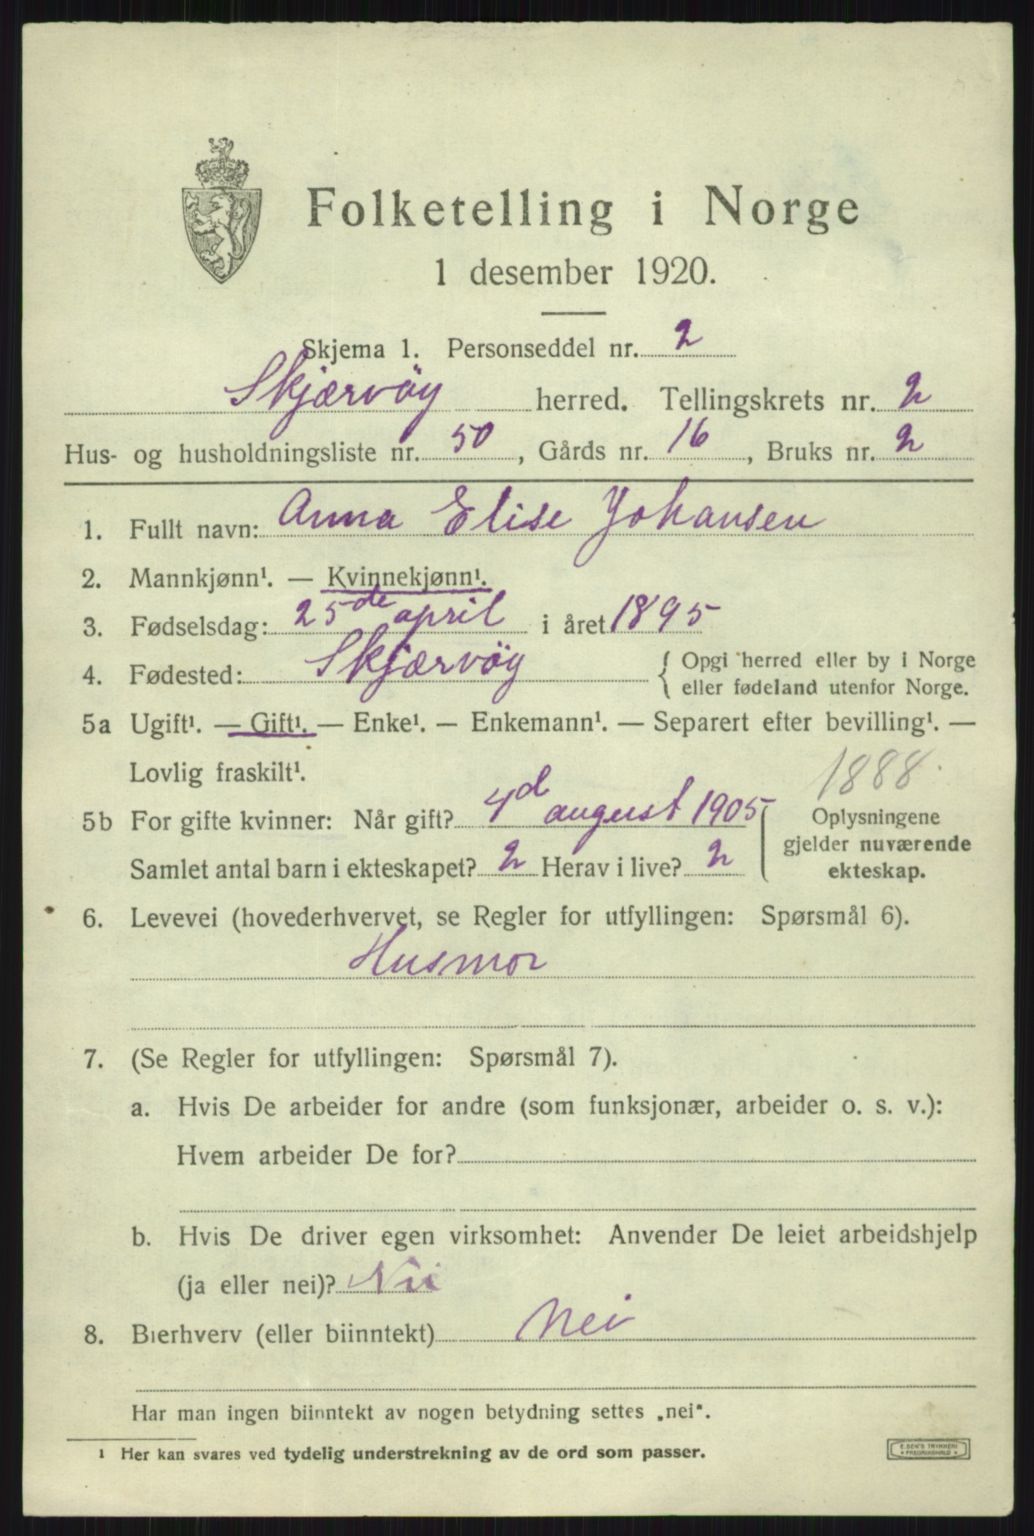 Folketelling i Norge
1 desember 1920.
Skjema 1. Personseddel nr. 2
Skjærvöy herred. Tellingskrets nr. 2
Hus- og husholdningsliste nr. 50, Gårds nr. 16, Bruks nr. 2
1. Fullt navn: Anna Elise Johansen
2. Mannkjønn¹. — Kvinnekjønn¹.
3. Fødselsdag: 25de april i året 1895
4. Fødested: Skjærvöy { Opgi herred eller by i Norge
eller fødeland utenfor Norge.
5a Ugift¹. — Gift¹. — Enke¹. — Enkemann¹. — Separert efter bevilling¹. —
Lovlig fraskilt¹.
1888.
5b For gifte kvinner: Når gift? 4d august 1905
Samlet antal barn i ekteskapet? 2 Herav i live? 2
Oplysningene
gjelder nuværende
ekteskap.
6. Levevei (hovederhvervet, se Regler for utfyllingen: Spørsmål 6).
Husmor
7. (Se Regler for utfyllingen: Spørsmål 7).
a. Hvis De arbeider for andre (som funksjonær, arbeider o. s. v.):
Hvem arbeider De for?
b. Hvis De driver egen virksomhet: Anvender De leiet arbeidshjelp
(ja eller nei)? Nei
8. Bierhverv (eller biinntekt) Nei
Har man ingen biinntekt av nogen betydning settes „nei".
¹ Her kan svares ved tydelig understrekning av de ord som passer.